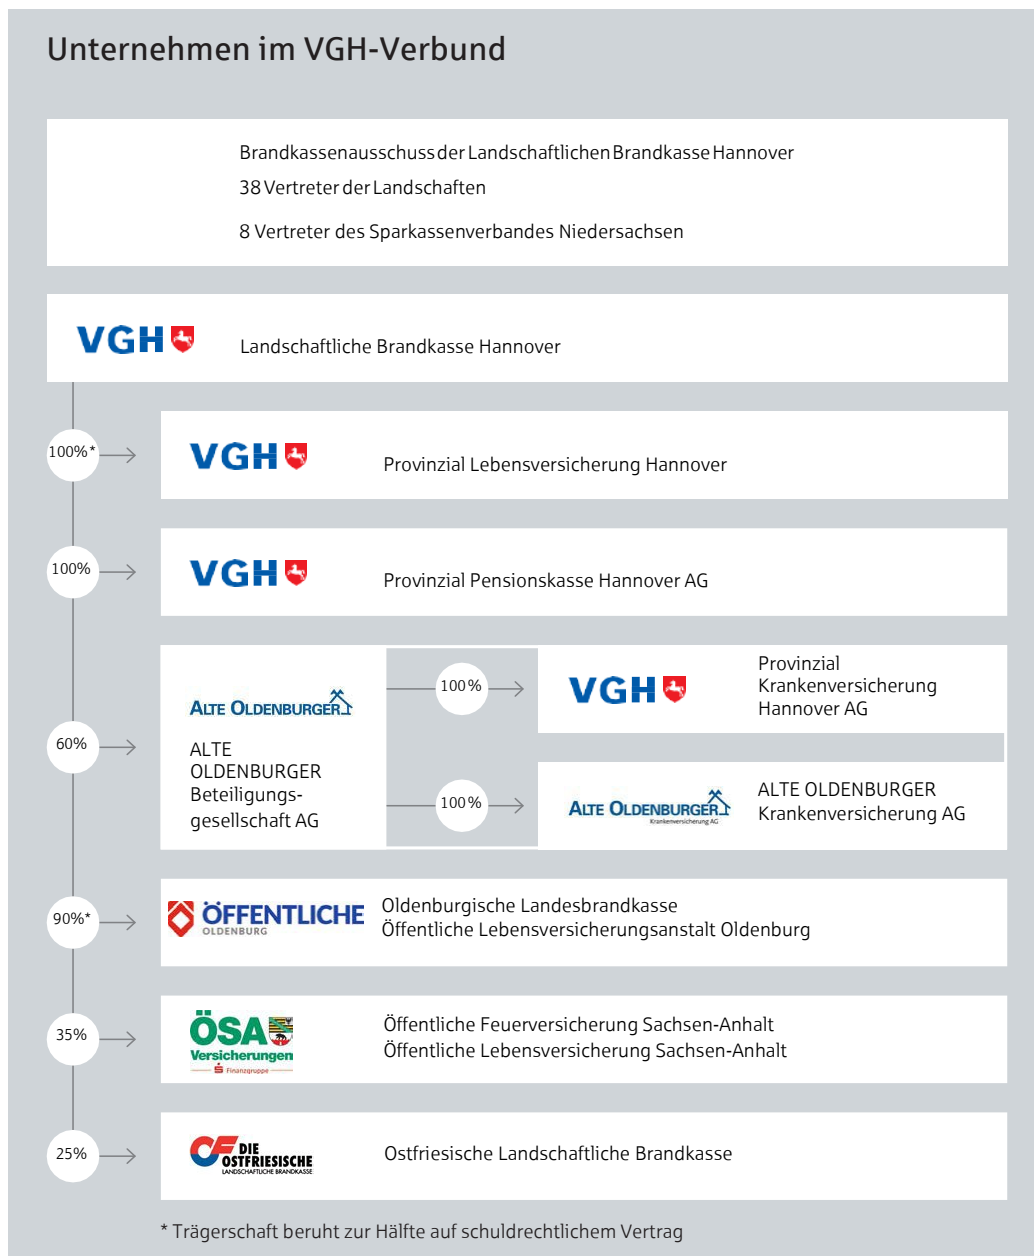 Unternehmen im VGH-Verbund
Brandkassenausschuss der Landschaftlichen Brandkasse Hannover
38 Vertreter der Landschaften
8 Vertreter des Sparkassenverbandes Niedersachsen
VGH
Landschaftliche Brandkasse Hannover
100%*
VGH
Provinzial Lebensversicherung Hannover
100%
VGH
Provinzial Pensionskasse Hannover AG
60%
ALTE OLDENBURGER
ALTE
OLDENBURGER
Beteiligungs-
gesellschaft AG
100%
VGH
Provinzial
Krankenversicherung
Hannover AG
100%
ALTE OLDENBURGER
Krankenversicherung AG
ALTE OLDENBURGER
Krankenversicherung AG
90%*
ÖFFENTLICHE
OLDENBURG
Oldenburgische Landesbrandkasse
Öffentliche Lebensversicherungsanstalt Oldenburg
35%
ÖSA
Versicherungen
Finanzgruppe
Öffentliche Feuerversicherung Sachsen-Anhalt
Öffentliche Lebensversicherung Sachsen-Anhalt
25%
DIE
OSTFRIESISCHE
LANDSCHAFTLICHE BRANDKASSE
Ostfriesische Landschaftliche Brandkasse
* Trägerschaft beruht zur Hälfte auf schuldrechtlichem Vertrag